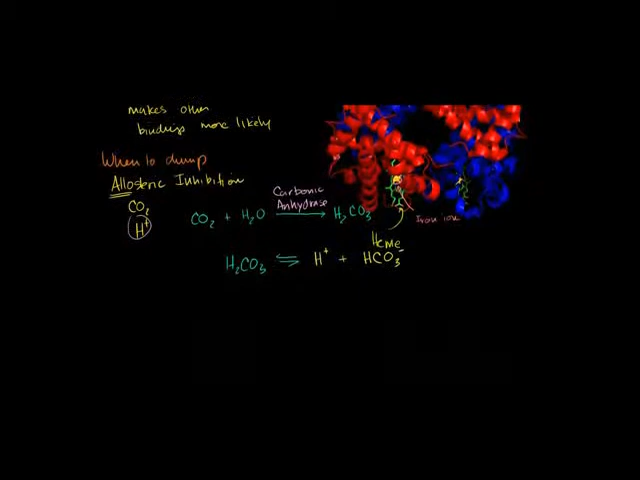 makes other
bindings more likely
When to dump
Allosteric Inhibition
CO₂
H⁺
CO₂ + H₂O → H₂CO₃
Carbonic
Anhydrase
Iron ion
Heme
H₂CO₃ ⇌ H⁺ + HCO₃⁻